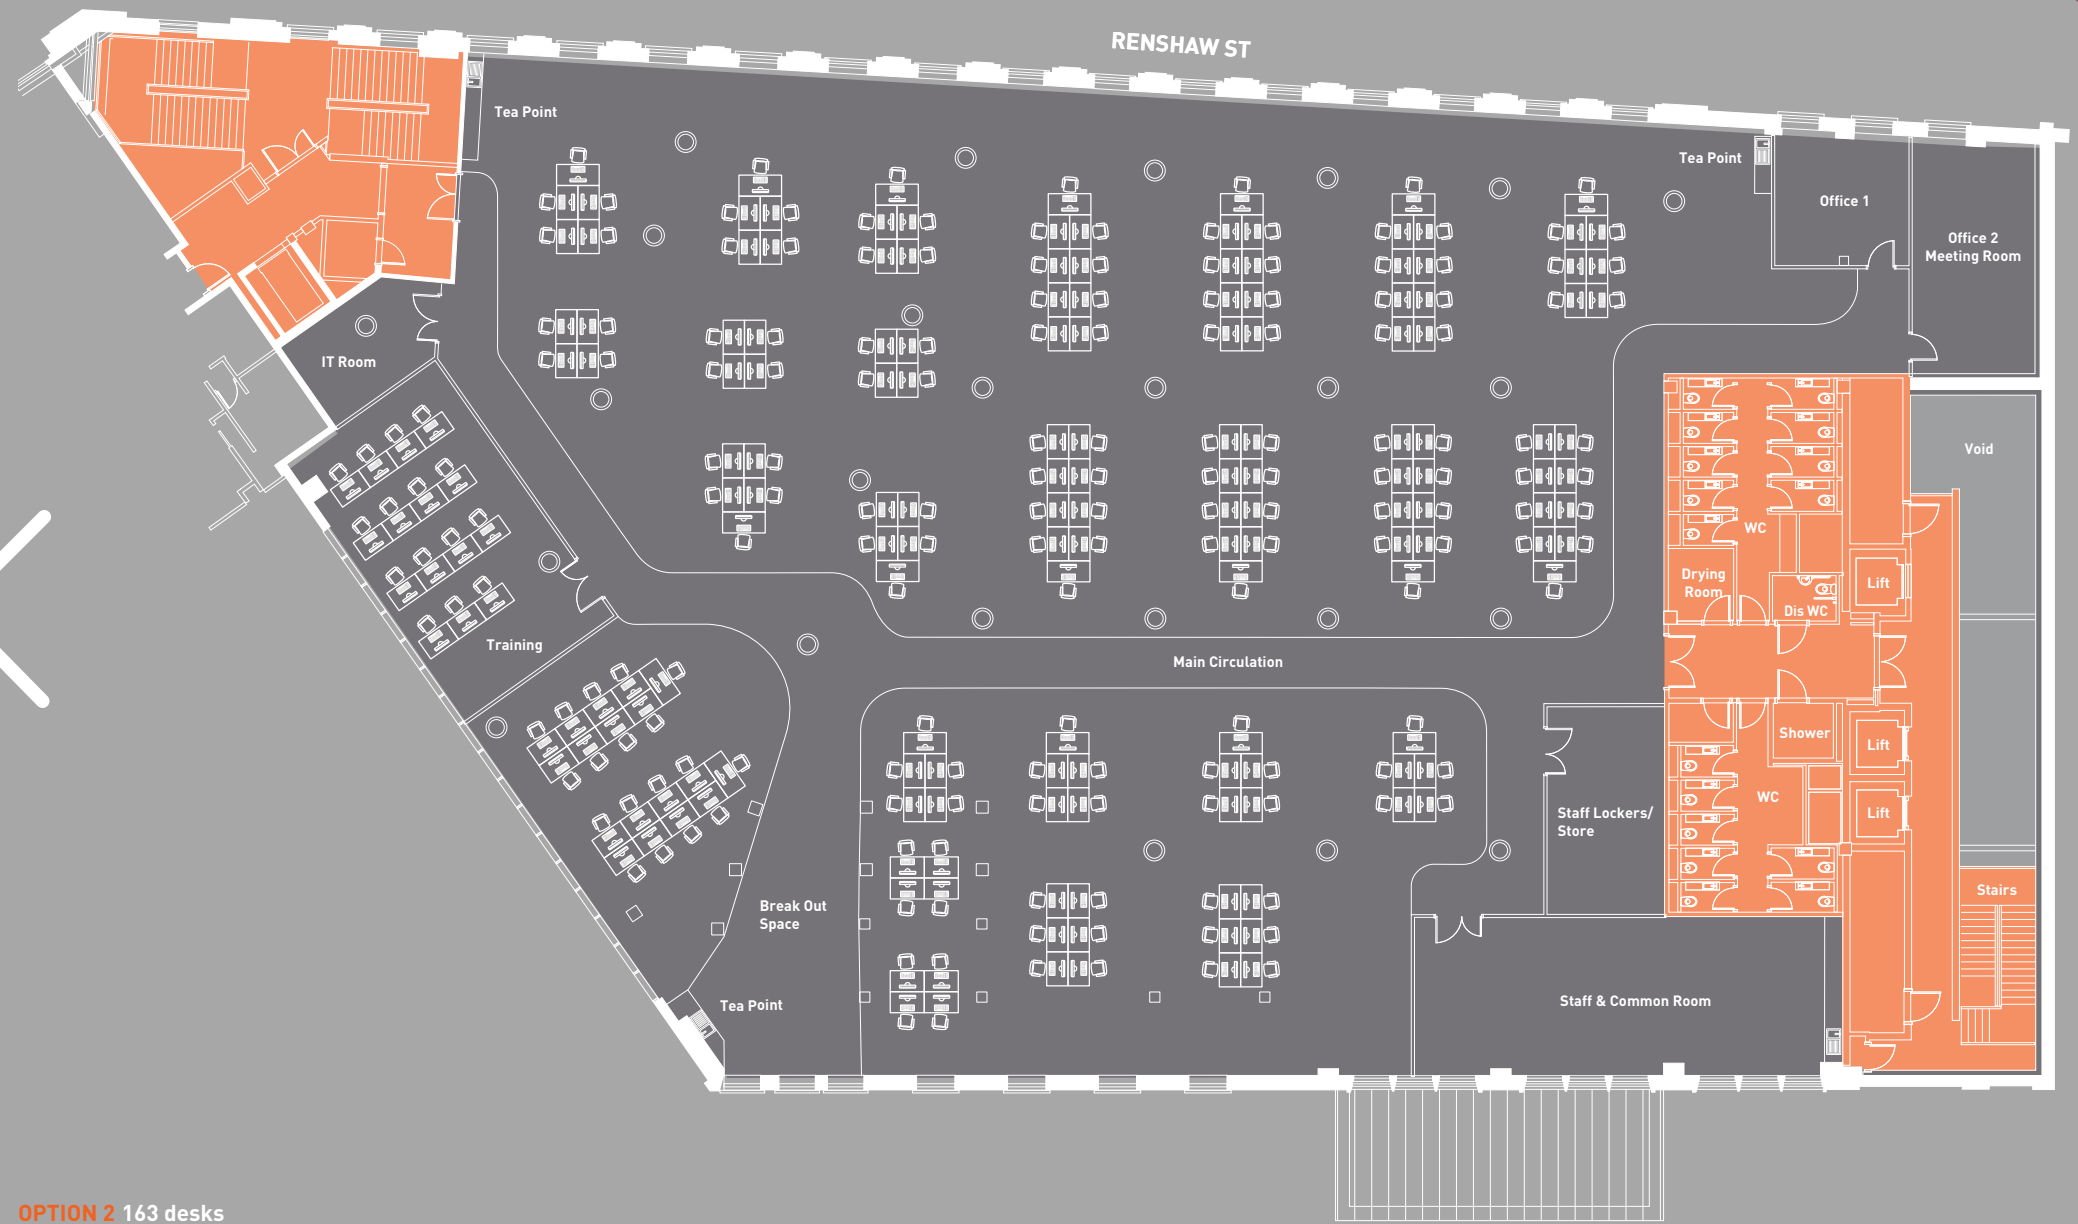 RENSHAW ST
Tea Point
Tea Point
Office 1
Office 2
Meeting Room
IT Room
Void
WC
Drying
Room
Lift
Dis WC
Training
Main Circulation
Shower
Lift
WC
Staff Lockers/
Store
Lift
Stairs
Break Out
Space
Tea Point
Staff & Common Room
OPTION 2 163 desks